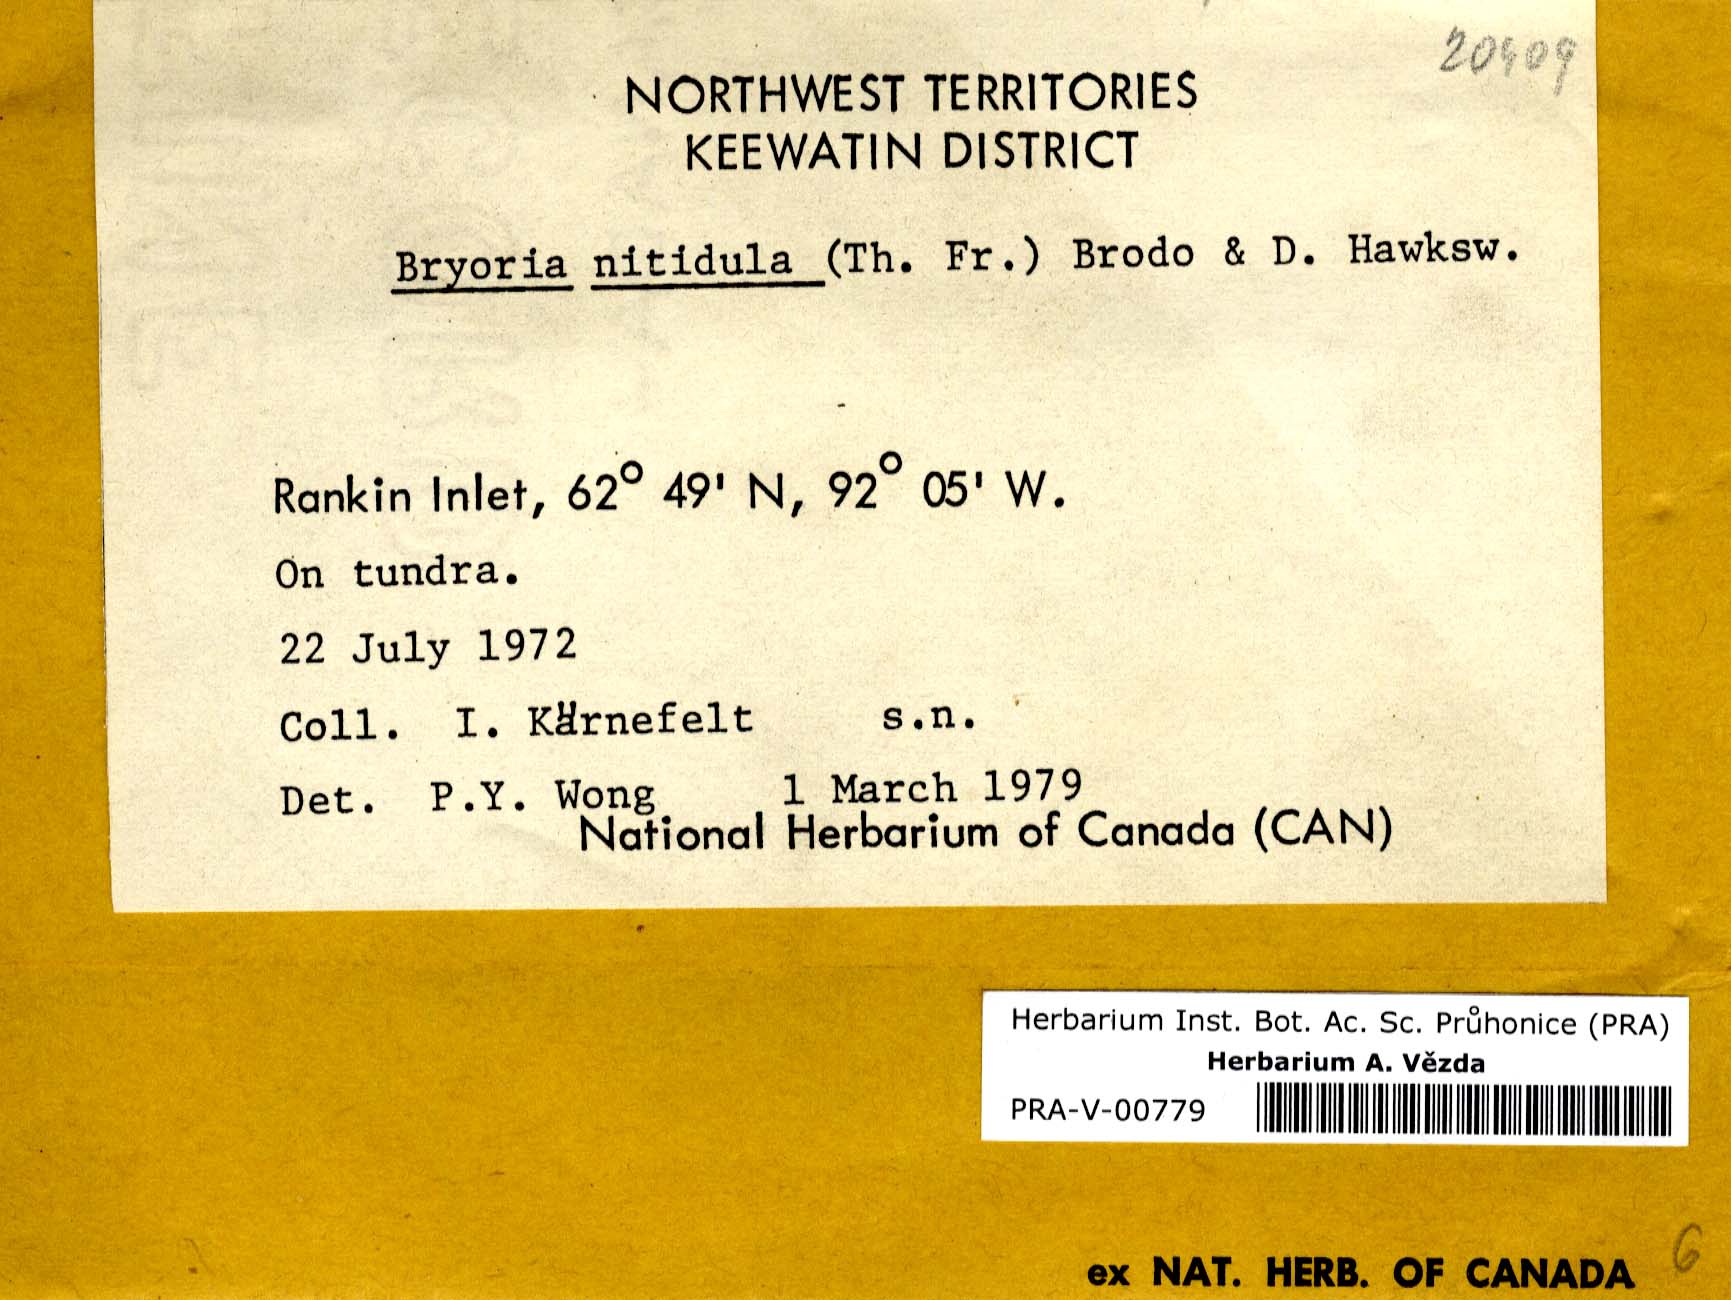 20909
NORTHWEST TERRITORIES
KEEWATIN DISTRICT
Bryoria nitidula (Th. Fr.) Brodo & D. Hawksw.
Rankin Inlet, 62° 49' N, 92° 05' W.
On tundra.
22 July 1972
Coll. I. Kärnefelt s.n.
Det. P.Y. Wong 1 March 1979
National Herbarium of Canada (CAN)
Herbarium Inst. Bot. Ac. Sc. Průhonice (PRA)
Herbarium A. Vězda
PRA-V-00779
ex NAT. HERB. OF CANADA
6